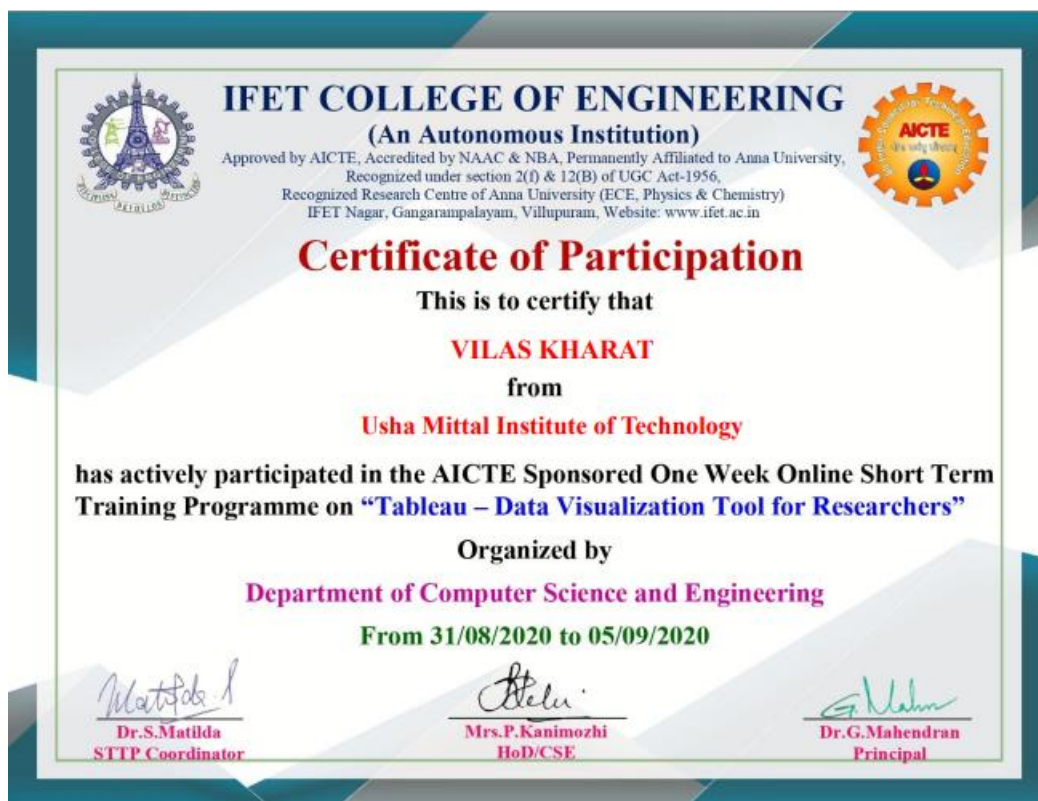 IFET COLLEGE OF ENGINEERING
(An Autonomous Institution)
Approved by AICTE, Accredited by NAAC & NBA, Permanently Affiliated to Anna University,
Recognized under section 2(f) & 12(B) of UGC Act-1956,
Recognized Research Centre of Anna University (ECE, Physics & Chemistry)
IFET Nagar, Gangarampalayam, Villupuram, Website: www.ifet.ac.in
AICTE
Certificate of Participation
This is to certify that
VILAS KHARAT
from
Usha Mittal Institute of Technology
has actively participated in the AICTE Sponsored One Week Online Short Term
Training Programme on “Tableau – Data Visualization Tool for Researchers”
Organized by
Department of Computer Science and Engineering
From 31/08/2020 to 05/09/2020
Matilda. S
Dr.S.Matilda
STTP Coordinator
Mrs.P.Kanimozhi
HoD/CSE
Dr.G.Mahendran
Principal